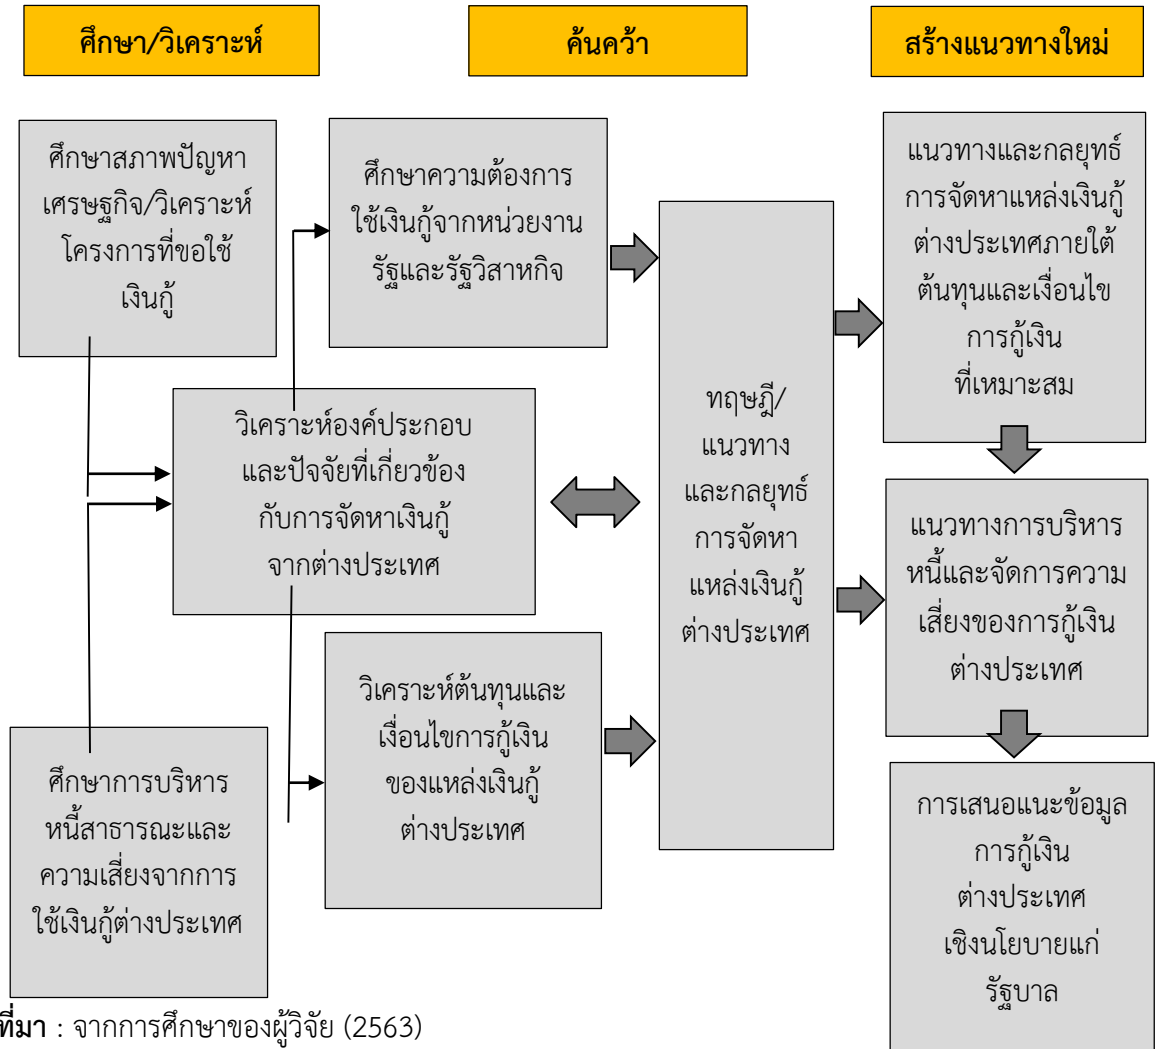 ศึกษา/วิเคราะห์
ค้นคว้า
สร้างแนวทางใหม่
ศึกษาสภาพปัญหา
เศรษฐกิจ/วิเคราะห์
โครงการที่ขอใช้
เงินกู้
ศึกษาความต้องการ
ใช้เงินกู้จากหน่วยงาน
รัฐและรัฐวิสาหกิจ
วิเคราะห์องค์ประกอบ
และปัจจัยที่เกี่ยวข้อง
กับการจัดหาเงินกู้
จากต่างประเทศ
ศึกษาการบริหาร
หนี้สาธารณะและ
ความเสี่ยงจากการ
ใช้เงินกู้ต่างประเทศ
วิเคราะห์ต้นทุนและ
เงื่อนไขการกู้เงิน
ของแหล่งเงินกู้
ต่างประเทศ
ทฤษฎี/
แนวทาง
และกลยุทธ์
การจัดหา
แหล่งเงินกู้
ต่างประเทศ
แนวทางและกลยุทธ์
การจัดหาแหล่งเงินกู้
ต่างประเทศภายใต้
ต้นทุนและเงื่อนไข
การกู้เงิน
ที่เหมาะสม
แนวทางการบริหาร
หนี้และจัดการความ
เสี่ยงของการกู้เงิน
ต่างประเทศ
การเสนอแนะข้อมูล
การกู้เงิน
ต่างประเทศ
เชิงนโยบายแก่
รัฐบาล
ที่มา : จากการศึกษาของผู้วิจัย (2563)